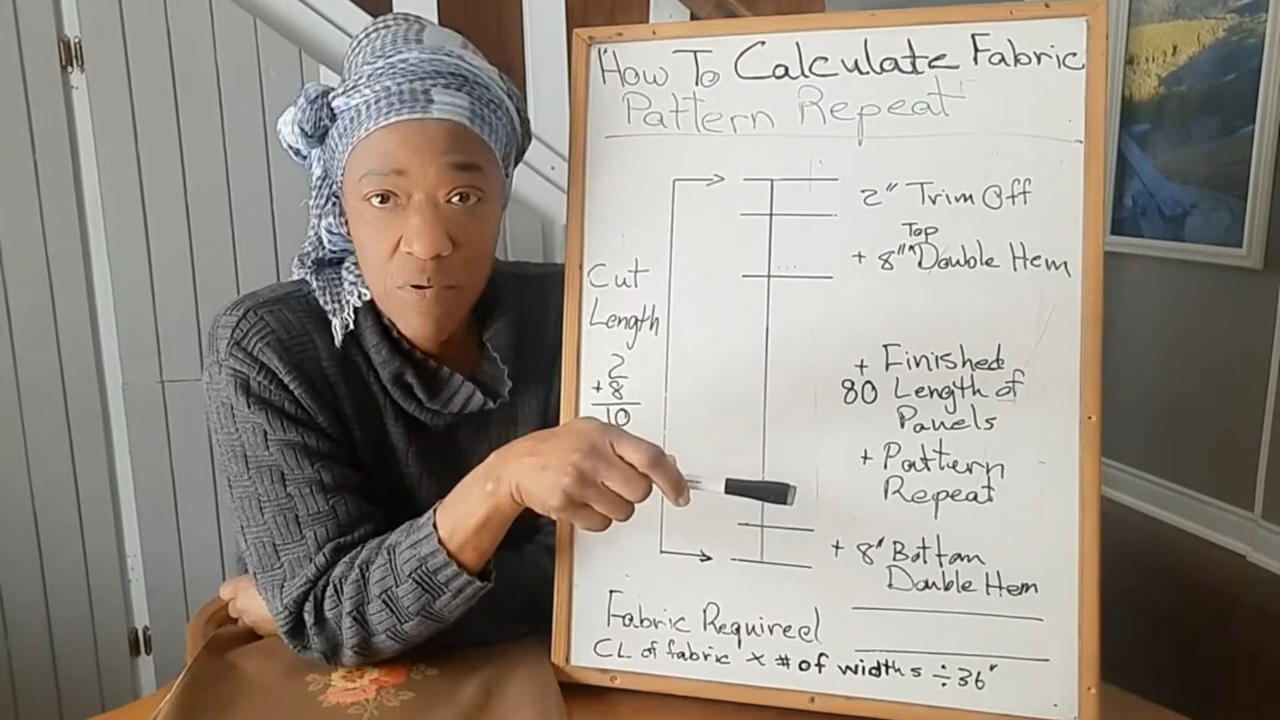 "How To Calculate Fabric
Pattern Repeat
2" Trim Off
Top
+ 8" Double Hem
Cut
Length
2
+8
10
+ Finished
80 Length of
Panels
+ Pattern
Repeat
+ 8" Bottom
Double Hem
Fabric Required
CL of fabric x # of widths ÷ 36"